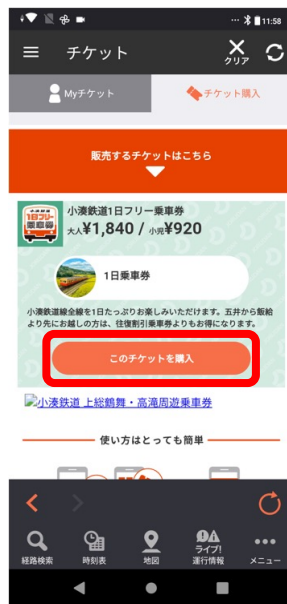 11:58
チケット
クリア
Myチケット
チケット購入
販売するチケットはこちら
小湊鉄道
1日フリー
乗車券
小湊鉄道1日フリー乗車券
大人¥1,840 / 小児¥920
1日乗車券
小湊鉄道線全線を1日たっぷりお楽しみいただけます。五井から飯給
より先にお越しの方は、往復割引乗車券よりもお得になります。
このチケットを購入
小湊鉄道 上総鶴舞・高滝周遊乗車券
使い方はとっても簡単
経路検索
時刻表
地図
ライブ!
運行情報
メニュー